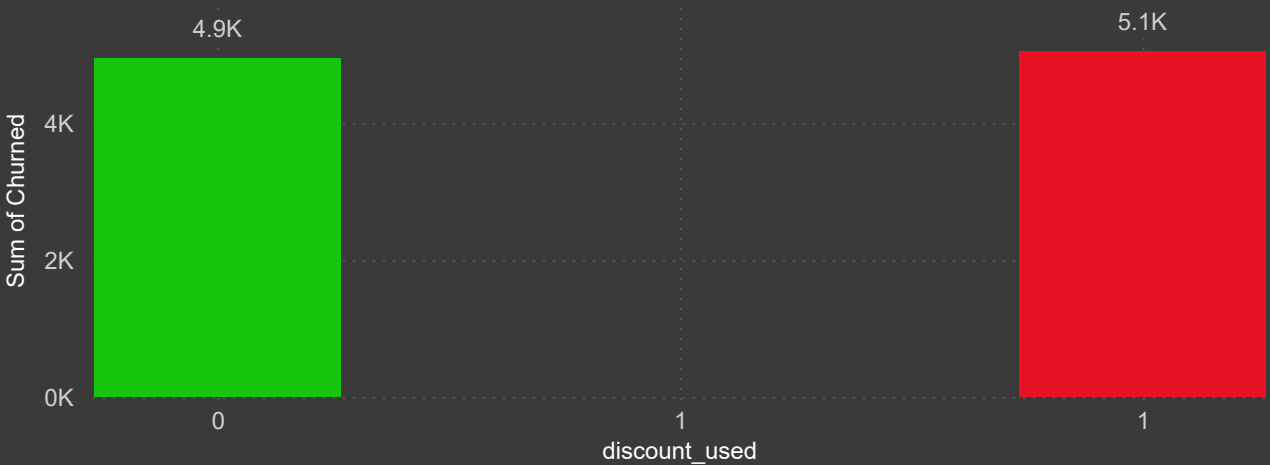 4.9K
5.1K
Sum of Churned
4K
2K
0K
0
1
1
discount_used